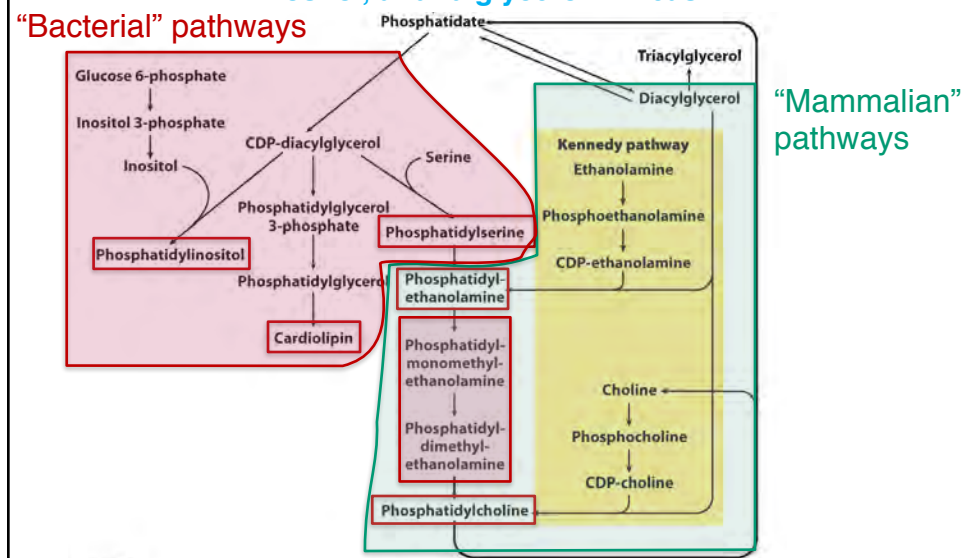 “Bacterial” pathways
Phosphatidate
Triacylglycerol
Glucose 6-phosphate
Diacylglycerol
“Mammalian”
pathways
Inositol 3-phosphate
CDP-diacylglycerol
Serine
Kennedy pathway
Inositol
Ethanolamine
Phosphatidylglycerol
3-phosphate
Phosphoethanolamine
Phosphatidylserine
Phosphatidylinositol
CDP-ethanolamine
Phosphatidylglycerol
Phosphatidyl-
ethanolamine
Cardiolipin
Phosphatidyl-
monomethyl-
ethanolamine
Choline
Phosphatidyl-
dimethyl-
ethanolamine
Phosphocholine
CDP-choline
Phosphatidylcholine